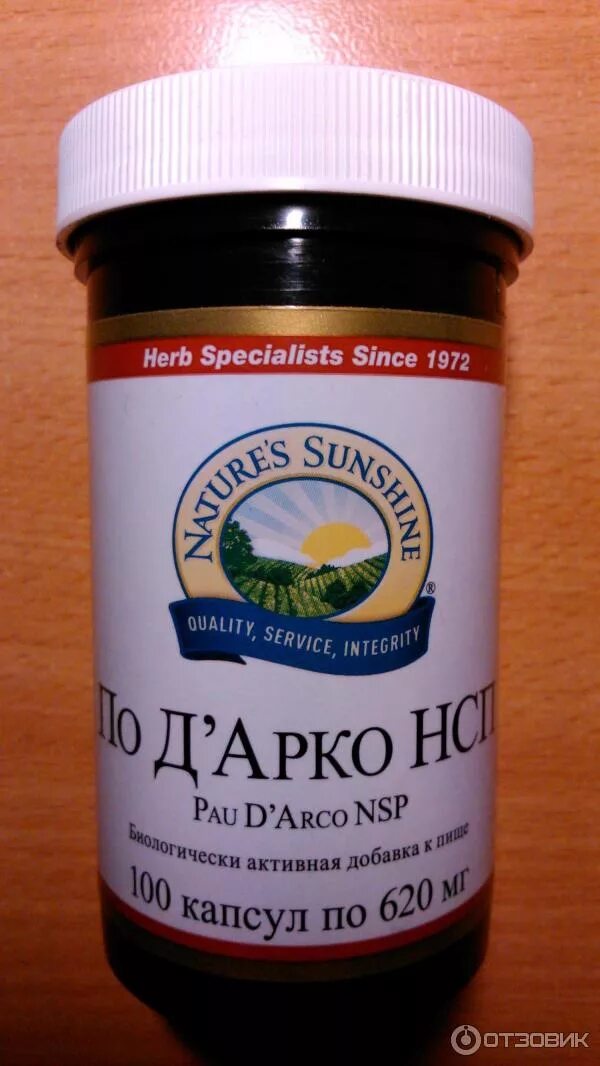 Herb Specialists Since 1972
NATURE'S SUNSHINE
®
QUALITY, SERVICE, INTEGRITY
По Д'Арко НСП
Pau D'Arco NSP
Биологически активная добавка к пище
100 капсул по 620 мг
ОТЗОВИК